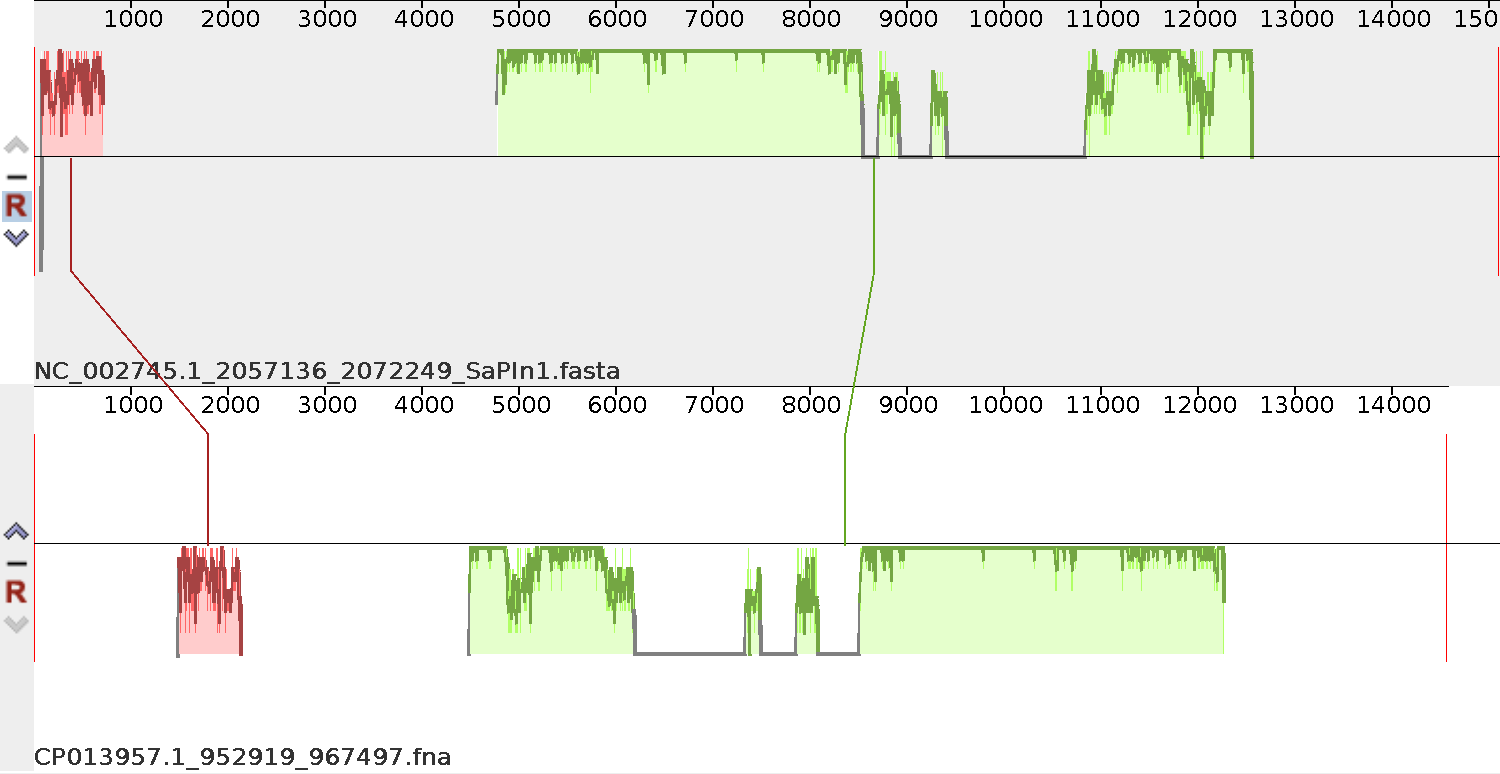 1000 2000 3000 4000 5000 6000 7000 8000 9000 10000 11000 12000 13000 14000 150
R
NC_002745.1_2057136_2072249_SaPIn1.fasta
1000 2000 3000 4000 5000 6000 7000 8000 9000 10000 11000 12000 13000 14000
R
CP013957.1_952919_967497.fna